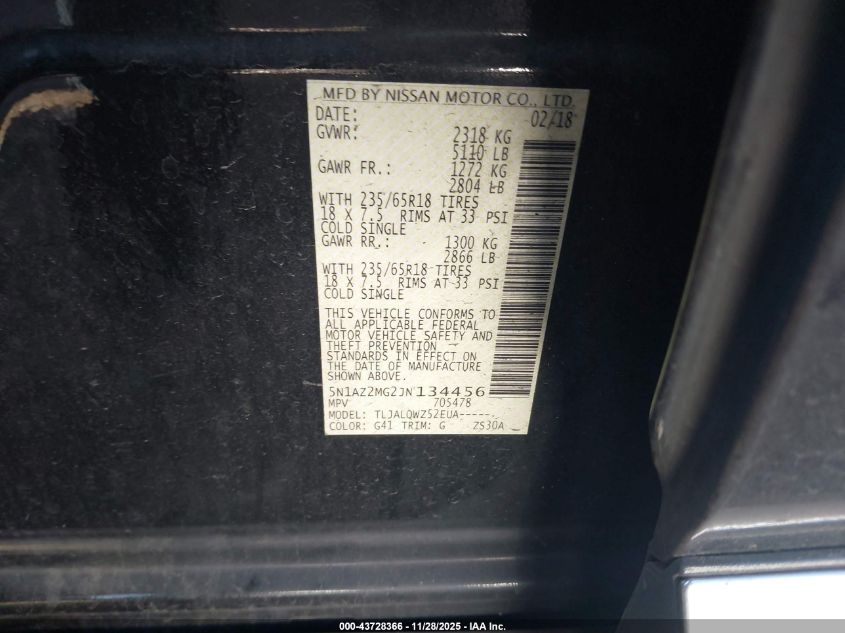 MFD BY NISSAN MOTOR CO., LTD.
DATE: 02/18
GVWR: 2318 KG
5110 LB
GAWR FR.: 1272 KG
2804 LB
WITH 235/65R18 TIRES
18 X 7.5 RIMS AT 33 PSI
COLD SINGLE
GAWR RR.: 1300 KG
2866 LB
WITH 235/65R18 TIRES
18 X 7.5 RIMS AT 33 PSI
COLD SINGLE
THIS VEHICLE CONFORMS TO
ALL APPLICABLE FEDERAL
MOTOR VEHICLE SAFETY AND
THEFT PREVENTION
STANDARDS IN EFFECT ON
THE DATE OF MANUFACTURE
SHOWN ABOVE.
5N1AZ2MG2JN134456
MPV 705478
MODEL: TLJALQWZ52EUA-----
COLOR: G41 TRIM: G ZS30A
000-43728366 - 11/28/2025 - IAA Inc.